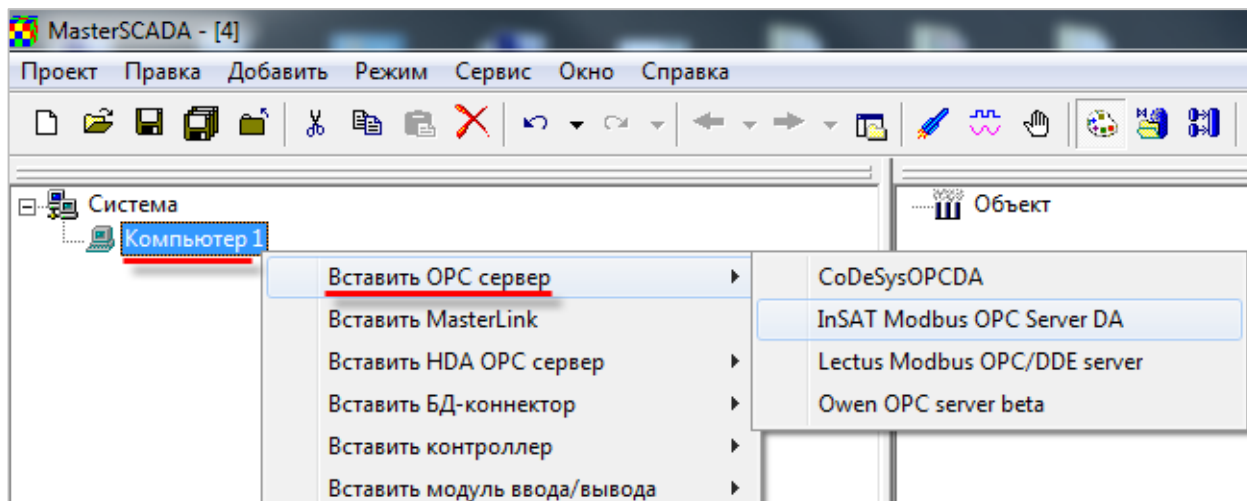 MasterSCADA - [4]
Проект Правка Добавить Режим Сервис Окно Справка
Система
Компьютер 1
Объект
Вставить OPC сервер
Вставить MasterLink
Вставить HDA OPC сервер
Вставить БД-коннектор
Вставить контроллер
Вставить модуль ввода/вывода
CoDeSysOPCDA
InSAT Modbus OPC Server DA
Lectus Modbus OPC/DDE server
Owen OPC server beta